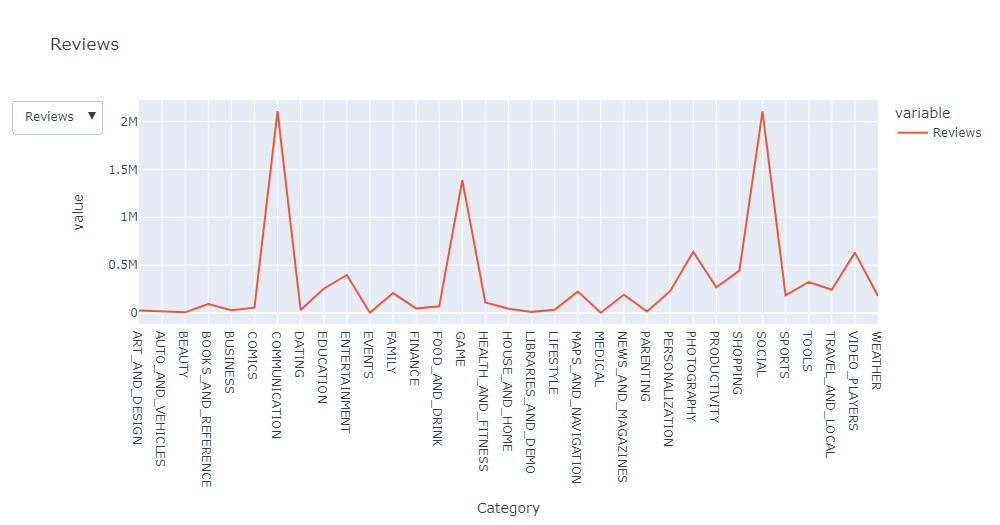 Reviews
Reviews ▼
variable
Reviews
value
2M
1.5M
1M
0.5M
0
ART_AND_DESIGN
AUTO_AND_VEHICLES
BEAUTY
BOOKS_AND_REFERENCE
BUSINESS
COMICS
COMMUNICATION
DATING
EDUCATION
ENTERTAINMENT
EVENTS
FAMILY
FINANCE
FOOD_AND_DRINK
GAME
HEALTH_AND_FITNESS
HOUSE_AND_HOME
LIBRARIES_AND_DEMO
LIFESTYLE
MAPS_AND_NAVIGATION
MEDICAL
NEWS_AND_MAGAZINES
PARENTING
PERSONALIZATION
PHOTOGRAPHY
PRODUCTIVITY
SHOPPING
SOCIAL
SPORTS
TOOLS
TRAVEL_AND_LOCAL
VIDEO_PLAYERS
WEATHER
Category